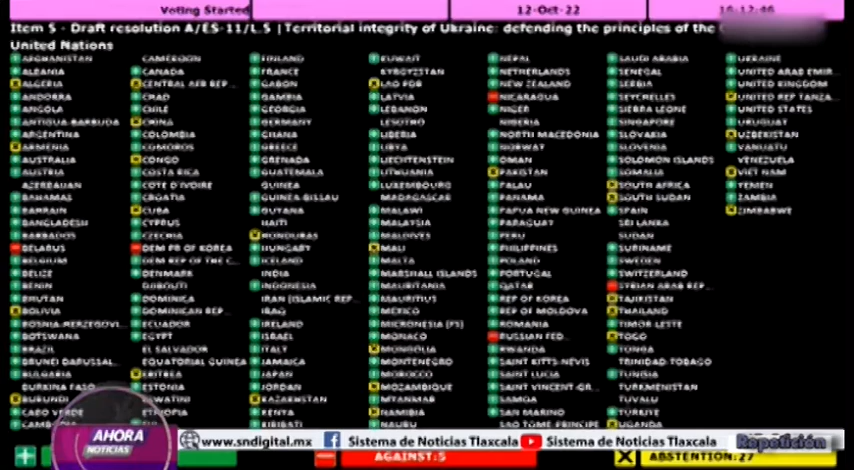 Voting Started 12-Oct-22 16:12:46
Item 5 - Draft resolution A/ES-11/L.5 | Territorial integrity of Ukraine: defending the principles of the
United Nations
AFGHANISTAN CAMEROON FINLAND KUWAIT NEPAL SAUDI ARABIA UKRAINE
ALBANIA CANADA FRANCE KYRGYZSTAN NETHERLANDS SENEGAL UNITED ARAB EMIR...
ALGERIA CENTRAL AFR REP... GABON LAO PDR NEW ZEALAND SERBIA UNITED KINGDOM
ANDORRA CHAD GAMBIA LATVIA NICARAGUA SEYCHELLES UNITED REP TANZA...
ANGOLA CHILE GEORGIA LEBANON NIGER SIERRA LEONE UNITED STATES
ANTIGUA-BARBUDA CHINA GERMANY LESOTHO NIGERIA SINGAPORE URUGUAY
ARGENTINA COLOMBIA GHANA LIBERIA NORTH MACEDONIA SLOVAKIA UZBEKISTAN
ARMENIA COMOROS GREECE LIBYA NORWAY SLOVENIA VANUATU
AUSTRALIA CONGO GRENADA LIECHTENSTEIN OMAN SOLOMON ISLANDS VENEZUELA
AUSTRIA COSTA RICA GUATEMALA LITHUANIA PAKISTAN SOMALIA VIET NAM
AZERBAIJAN COTE D'IVOIRE GUINEA LUXEMBOURG PALAU SOUTH AFRICA YEMEN
BAHAMAS CROATIA GUINEA-BISSAU MADAGASCAR PANAMA SOUTH SUDAN ZAMBIA
BAHRAIN CUBA GUYANA MALAWI PAPUA NEW GUINEA SPAIN ZIMBABWE
BANGLADESH CYPRUS HAITI MALAYSIA PARAGUAY SRI LANKA
BARBADOS CZECHIA HONDURAS MALDIVES PERU SUDAN
BELARUS DEM PR OF KOREA HUNGARY MALI PHILIPPINES SURINAME
BELGIUM DEM REP OF THE C... ICELAND MALTA POLAND SWEDEN
BELIZE DENMARK INDIA MARSHALL ISLANDS PORTUGAL SWITZERLAND
BENIN DJIBOUTI INDONESIA MAURITANIA QATAR SYRIAN ARAB REP...
BHUTAN DOMINICA IRAN (ISLAMIC REP... MAURITIUS REP OF KOREA TAJIKISTAN
BOLIVIA DOMINICAN REP... IRAQ MEXICO REP OF MOLDOVA THAILAND
BOSNIA-HERZEGOVI... ECUADOR IRELAND MICRONESIA (FS) ROMANIA TIMOR-LESTE
BOTSWANA EGYPT ISRAEL MONACO RUSSIAN FED... TOGO
BRAZIL EL SALVADOR ITALY MONGOLIA RWANDA TONGA
BRUNEI DARUSSAL... EQUATORIAL GUINEA JAMAICA MONTENEGRO SAINT KITTS-NEVIS TRINIDAD-TOBAGO
BULGARIA ERITREA JAPAN MOROCCO SAINT LUCIA TUNISIA
BURKINA FASO ESTONIA JORDAN MOZAMBIQUE SAINT VINCENT-GR... TURKMENISTAN
BURUNDI ESWATINI KAZAKHSTAN MYANMAR SAMOA TUVALU
CABO VERDE ETHIOPIA KENYA NAMIBIA SAN MARINO TÜRKIYE
KIRIBATI NAURU SAO TOME PRINCIPE UGANDA
AHORA
NOTICIAS
www.sndigital.mx Sistema de Noticias Tlaxcala Sistema de Noticias Tlaxcala Repetición
AGAINST:5 ABSTENTION:27